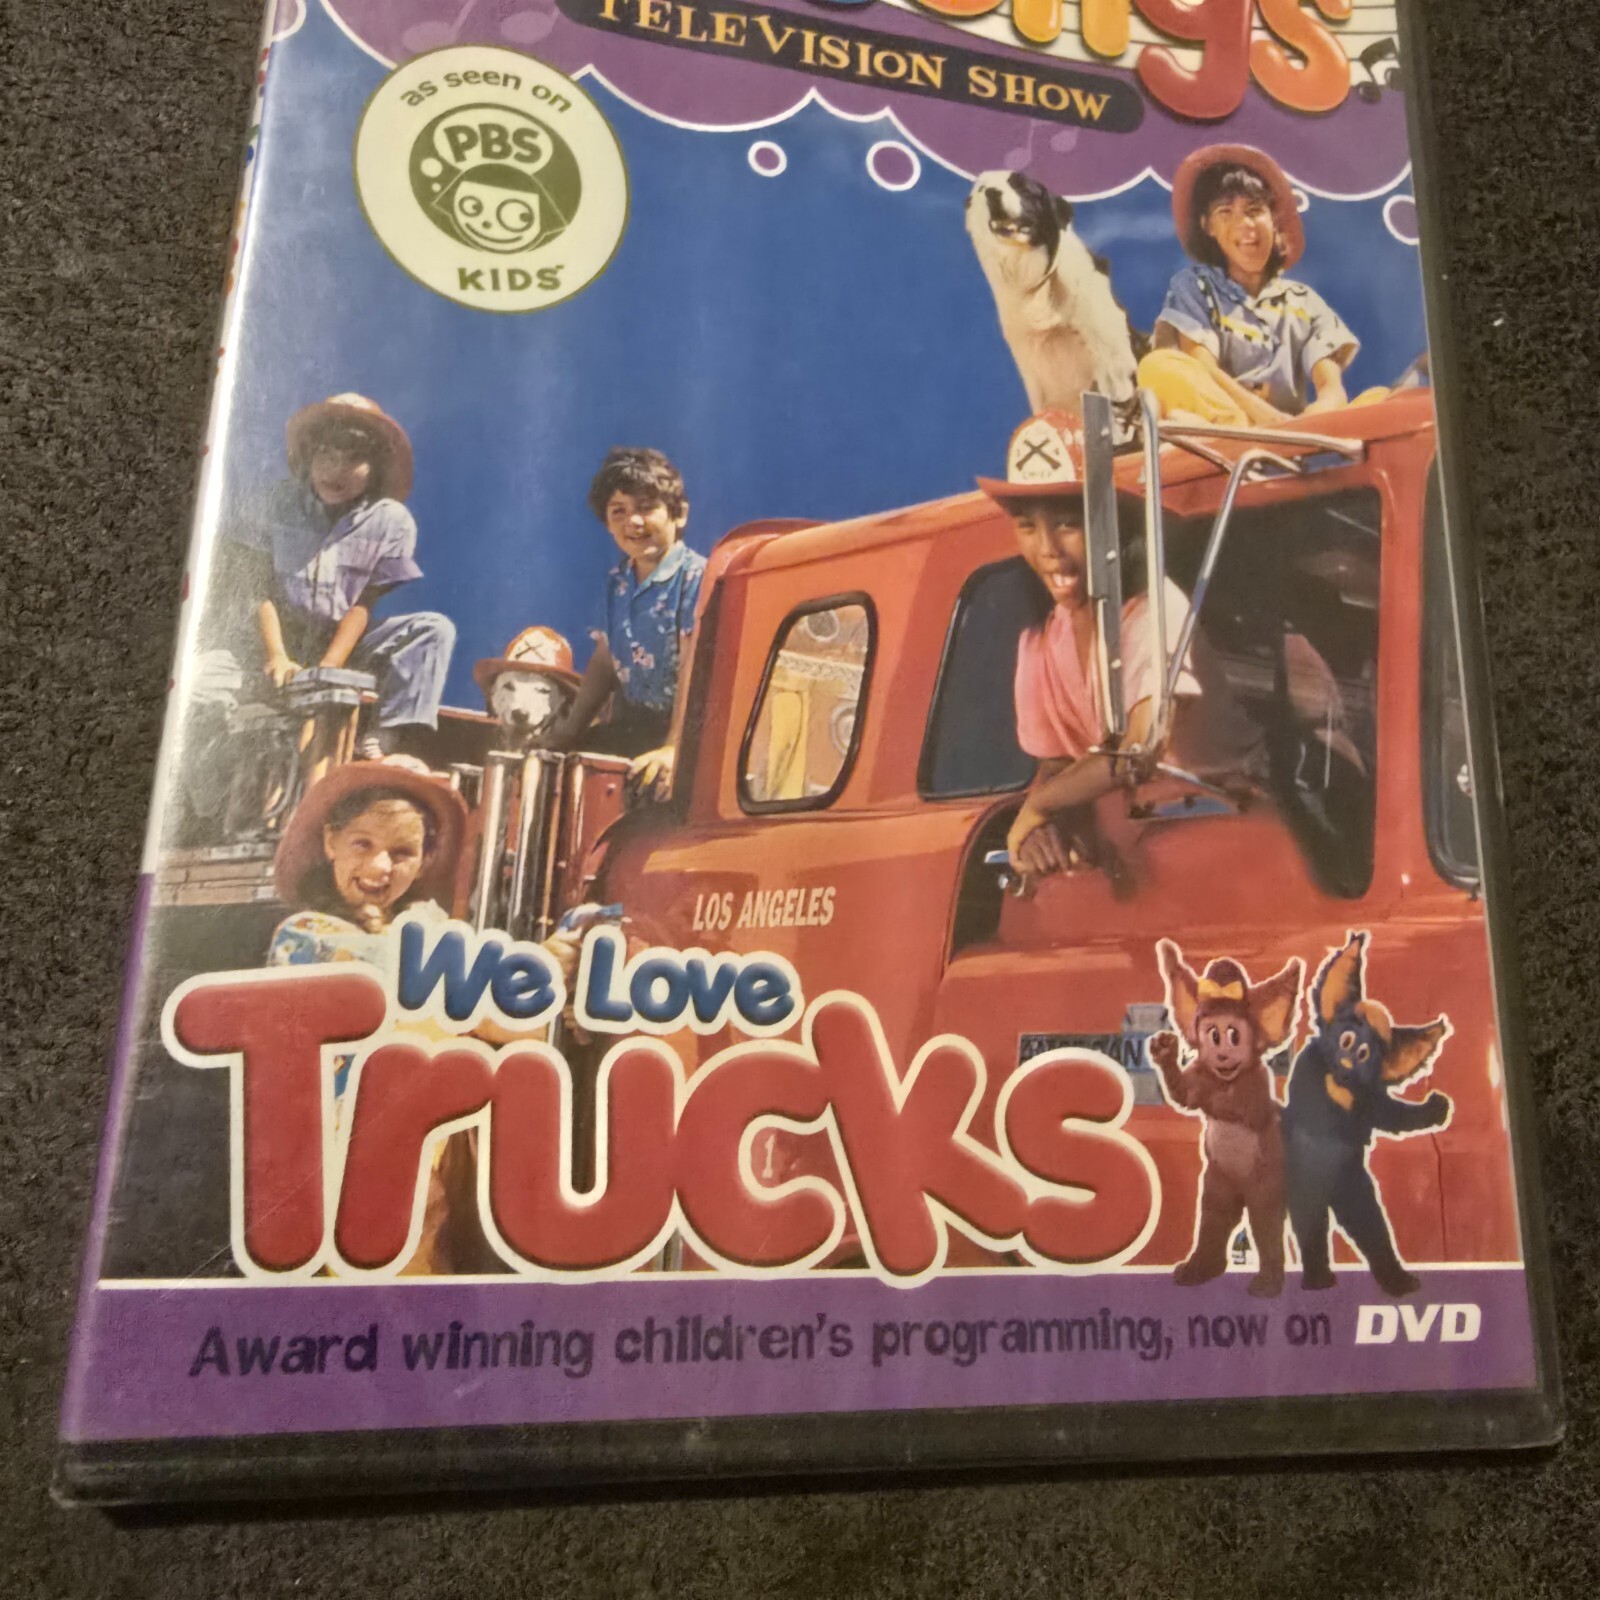 TELEVISION SHOW
as seen on
PBS
KIDS
CHIEF
LOS ANGELES
We Love
Trucks
Award winning children's programming, now on DVD